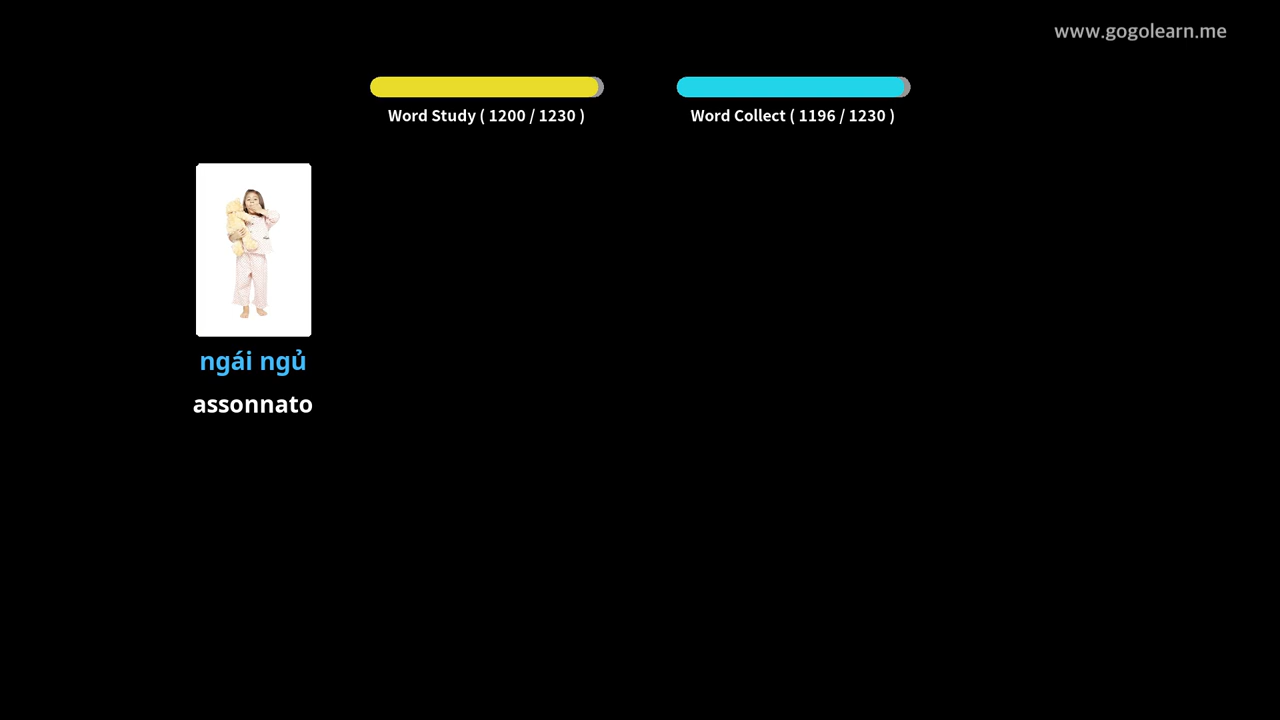 www.gogolearn.me
Word Study ( 1200 / 1230 )
Word Collect ( 1196 / 1230 )
ngái ngủ
assonnato